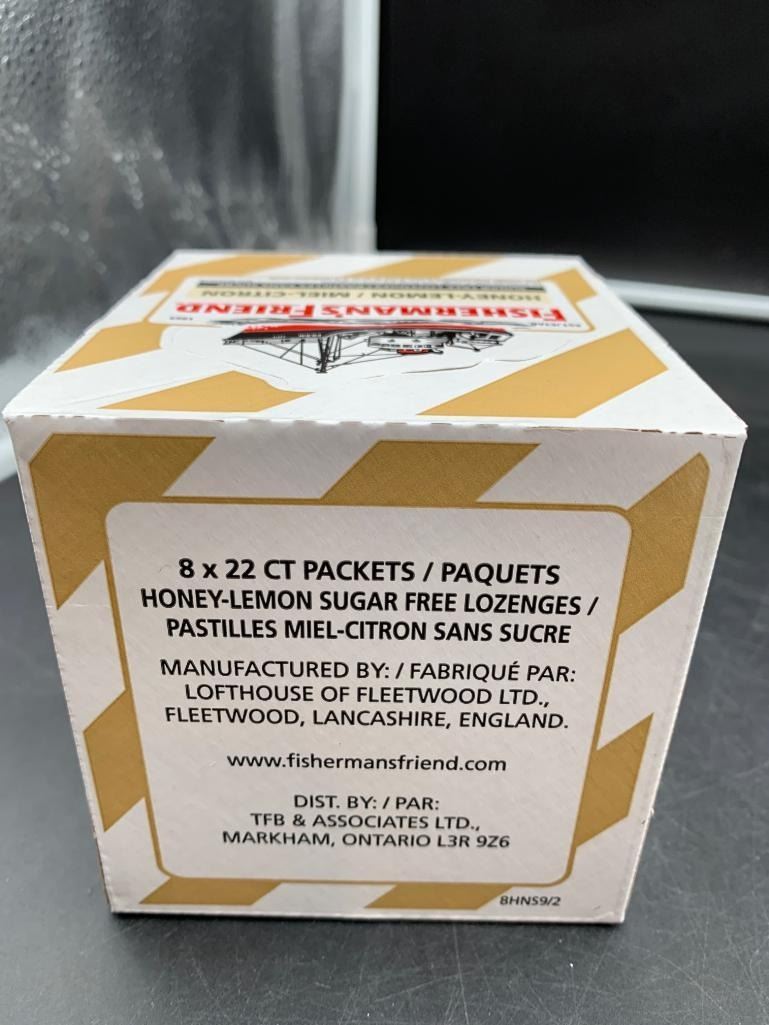 FISHERMAN'S FRIEND
HONEY-LEMON / MIEL-CITRON
8 x 22 CT PACKETS / PAQUETS
HONEY-LEMON SUGAR FREE LOZENGES /
PASTILLES MIEL-CITRON SANS SUCRE
MANUFACTURED BY: / FABRIQUÉ PAR:
LOFTHOUSE OF FLEETWOOD LTD.,
FLEETWOOD, LANCASHIRE, ENGLAND.
www.fishermansfriend.com
DIST. BY: / PAR:
TFB & ASSOCIATES LTD.,
MARKHAM, ONTARIO L3R 9Z6
8HNS9/2